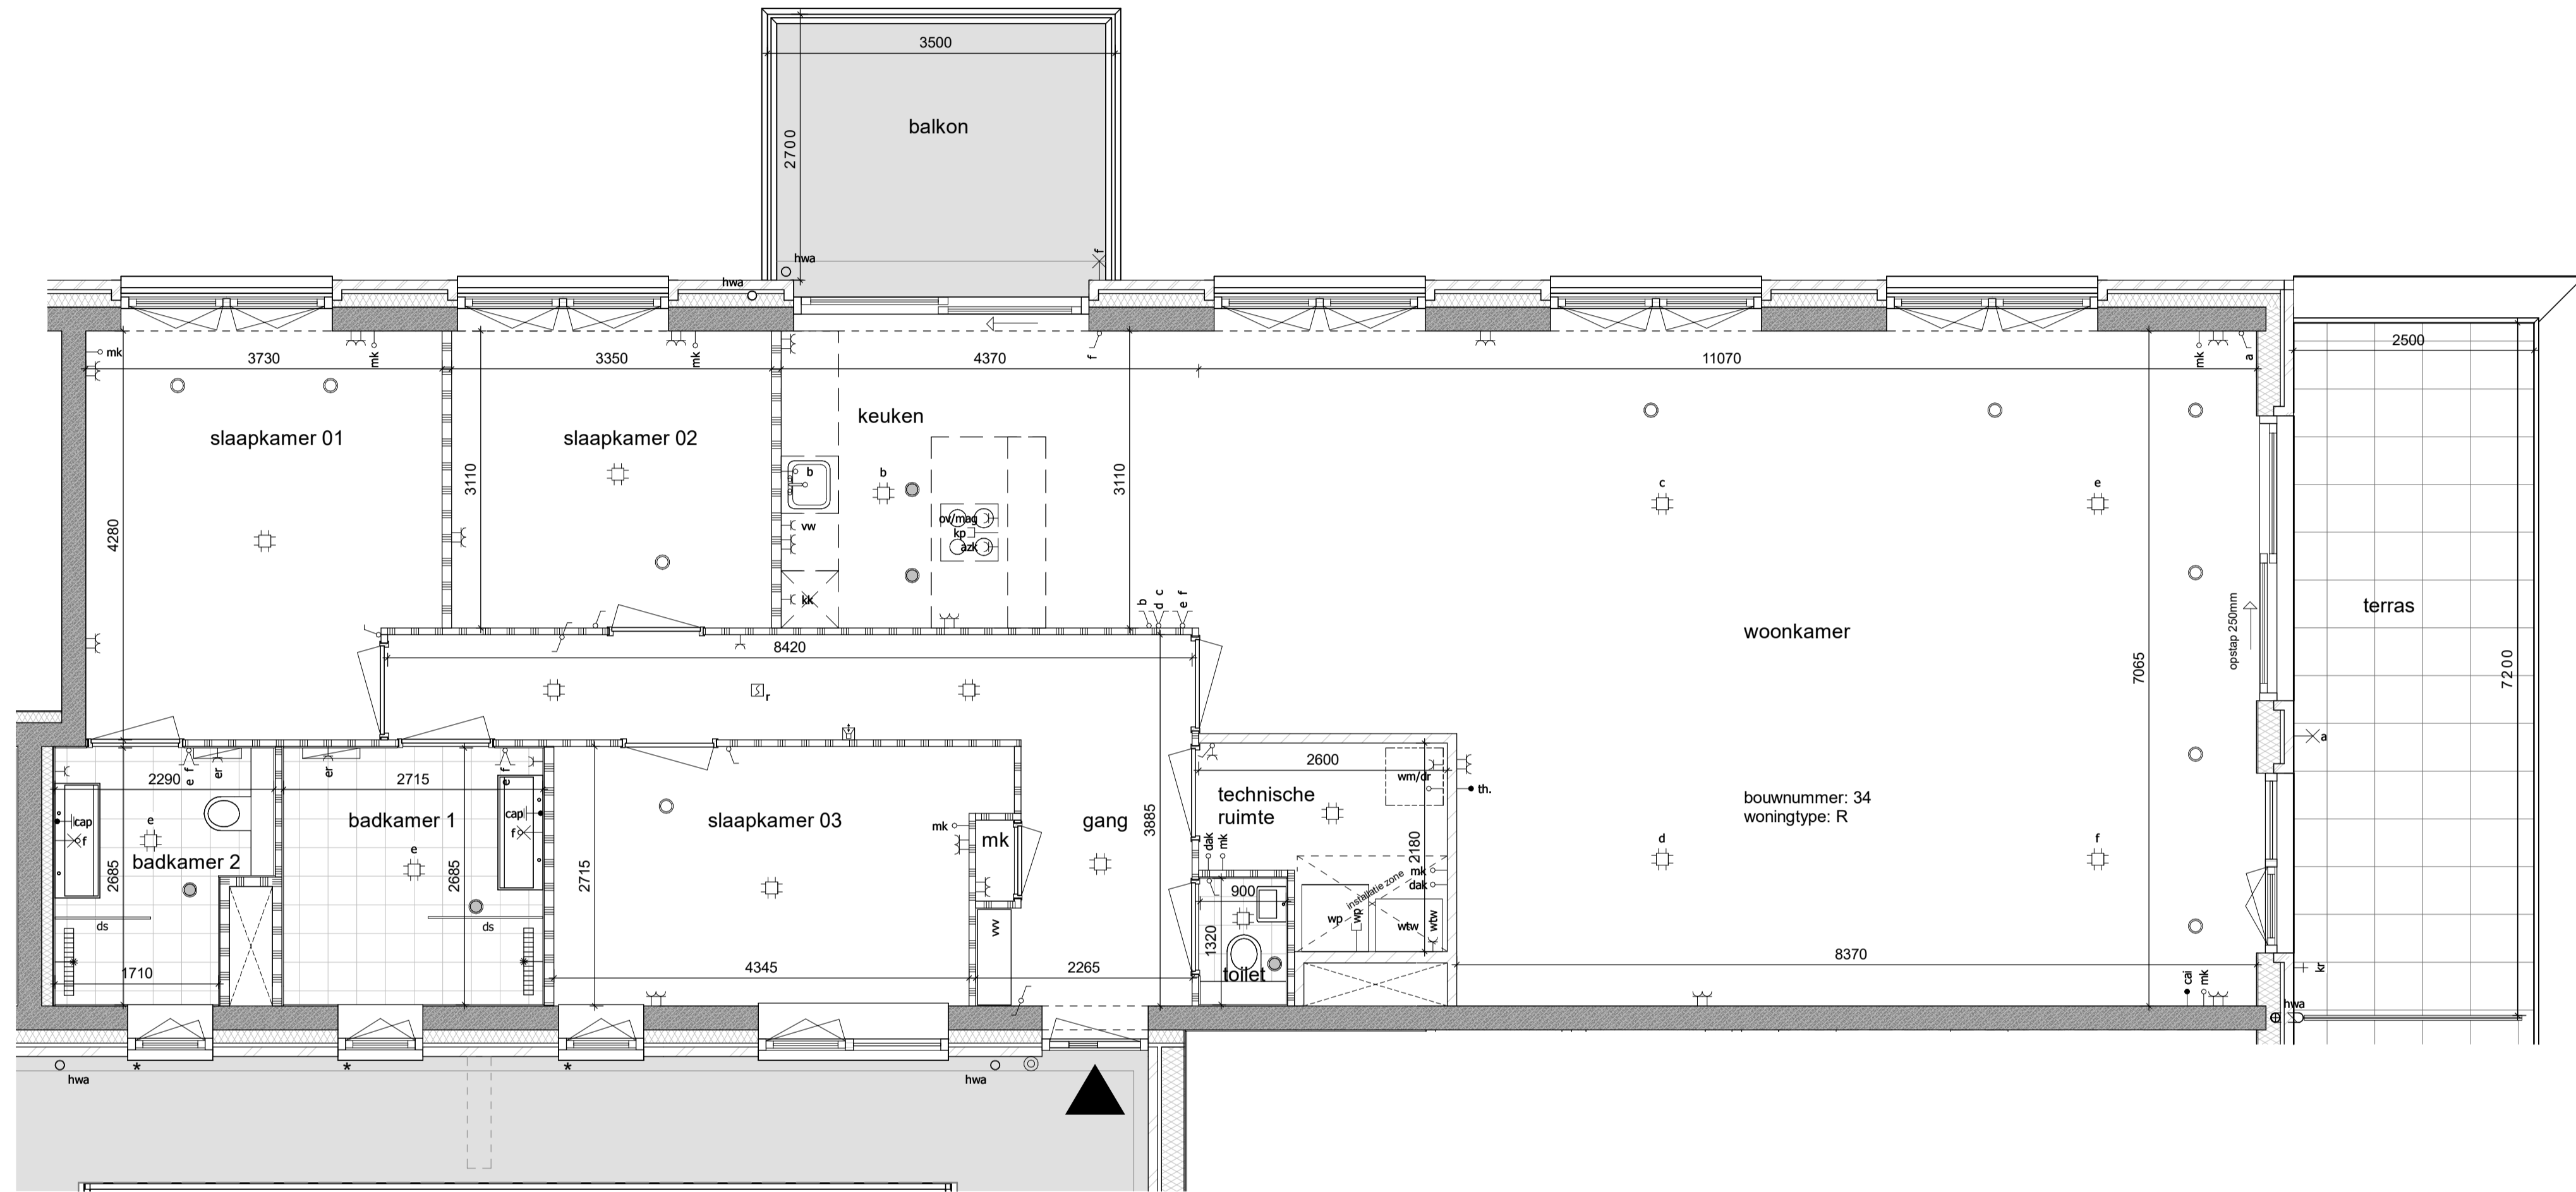 3500
balkon
2700
hwa
f
hwa
mk
3730
mk
3350
mk
4370
f
11070
mk
a
2500
slaapkamer 01
slaapkamer 02
keuken
4280
3110
b
b
3110
c
e
vw
ov/mag
kp
azk
kk
b
d c
e f
opstap 250mm
terras
woonkamer
8420
7065
7200
r
a
2290
e f
er
er
2715
e f
2600
wm/dr
th.
technische
ruimte
bouwnummer: 34
woningtype: R
cap
f
e
badkamer 2
badkamer 1
e
cap
f
slaapkamer 03
mk
mk
gang
3885
dak
mk
2180
d
f
2685
2685
2715
mk
dak
installatie zone
900
wp
wp
wtw
wtw
ds
ds
vvv
1320
1710
4345
2265
toilet
8370
cai
mk
kr
hwa
hwa
*
*
*
hwa